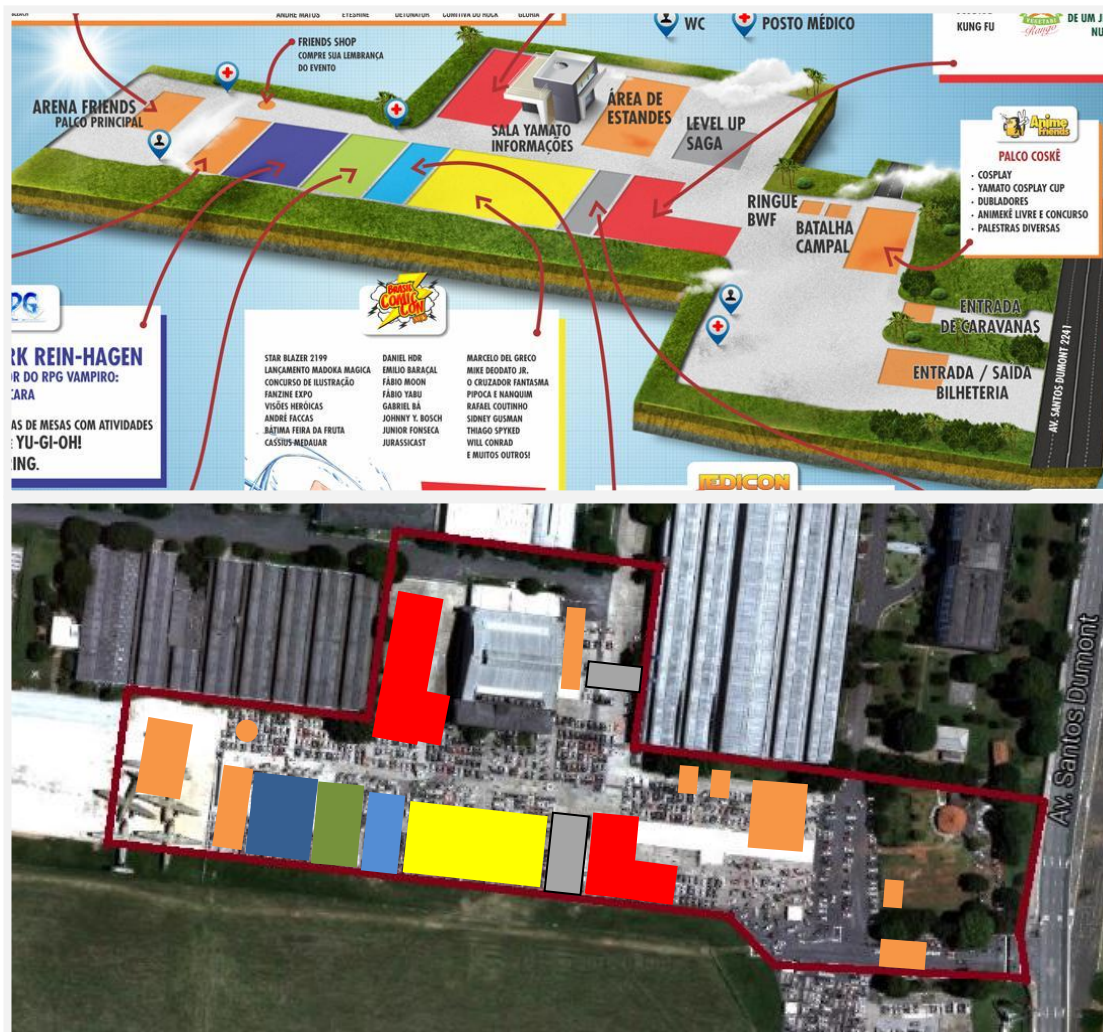 ANDRE MATOS EYESHINE DETONATOR COMITIVA DO ROCK GLORIA
WC
POSTO MÉDICO
KUNG FU
VEGETARI
Rango
DE UM J
NU
FRIENDS SHOP
COMPRE SUA LEMBRANÇA
DO EVENTO
ARENA FRIENDS
PALCO PRINCIPAL
SALA YAMATO
INFORMAÇÕES
ÁREA DE
ESTANDES
LEVEL UP
SAGA
Anime
Friends
PALCO COSKÊ
· COSPLAY
· YAMATO COSPLAY CUP
· DUBLADORES
· ANIMEKÊ LIVRE E CONCURSO
· PALESTRAS DIVERSAS
RINGUE
BWF
BATALHA
CAMPAL
ENTRADA
DE CARAVANAS
ENTRADA / SAÍDA
BILHETERIA
AV. SANTOS DUMONT 2241
PG
RK REIN-HAGEN
OR DO RPG VAMPIRO:
CARA
AS DE MESAS COM ATIVIDADES
E YU-GI-OH!
RING.
BRASIL
COMIC
CON
STAR BLAZER 2199
LANÇAMENTO MADOKA MAGICA
CONCURSO DE ILUSTRAÇÃO
FANZINE EXPO
VISÕES HERÓICAS
ANDRÉ FACCAS
BÁTIMA FEIRA DA FRUTA
CASSIUS MEDAUAR
DANIEL HDR
EMILIO BARAÇAL
FÁBIO MOON
FÁBIO YABU
GABRIEL BÁ
JOHNNY Y. BOSCH
JUNIOR FONSECA
JURASSICAST
MARCELO DEL GRECO
MIKE DEODATO JR.
O CRUZADOR FANTASMA
PIPOCA E NANQUIM
RAFAEL COUTINHO
SIDNEY GUSMAN
THIAGO SPYKED
WILL CONRAD
E MUITOS OUTROS!
JEDICON
Av. Santos Dumont